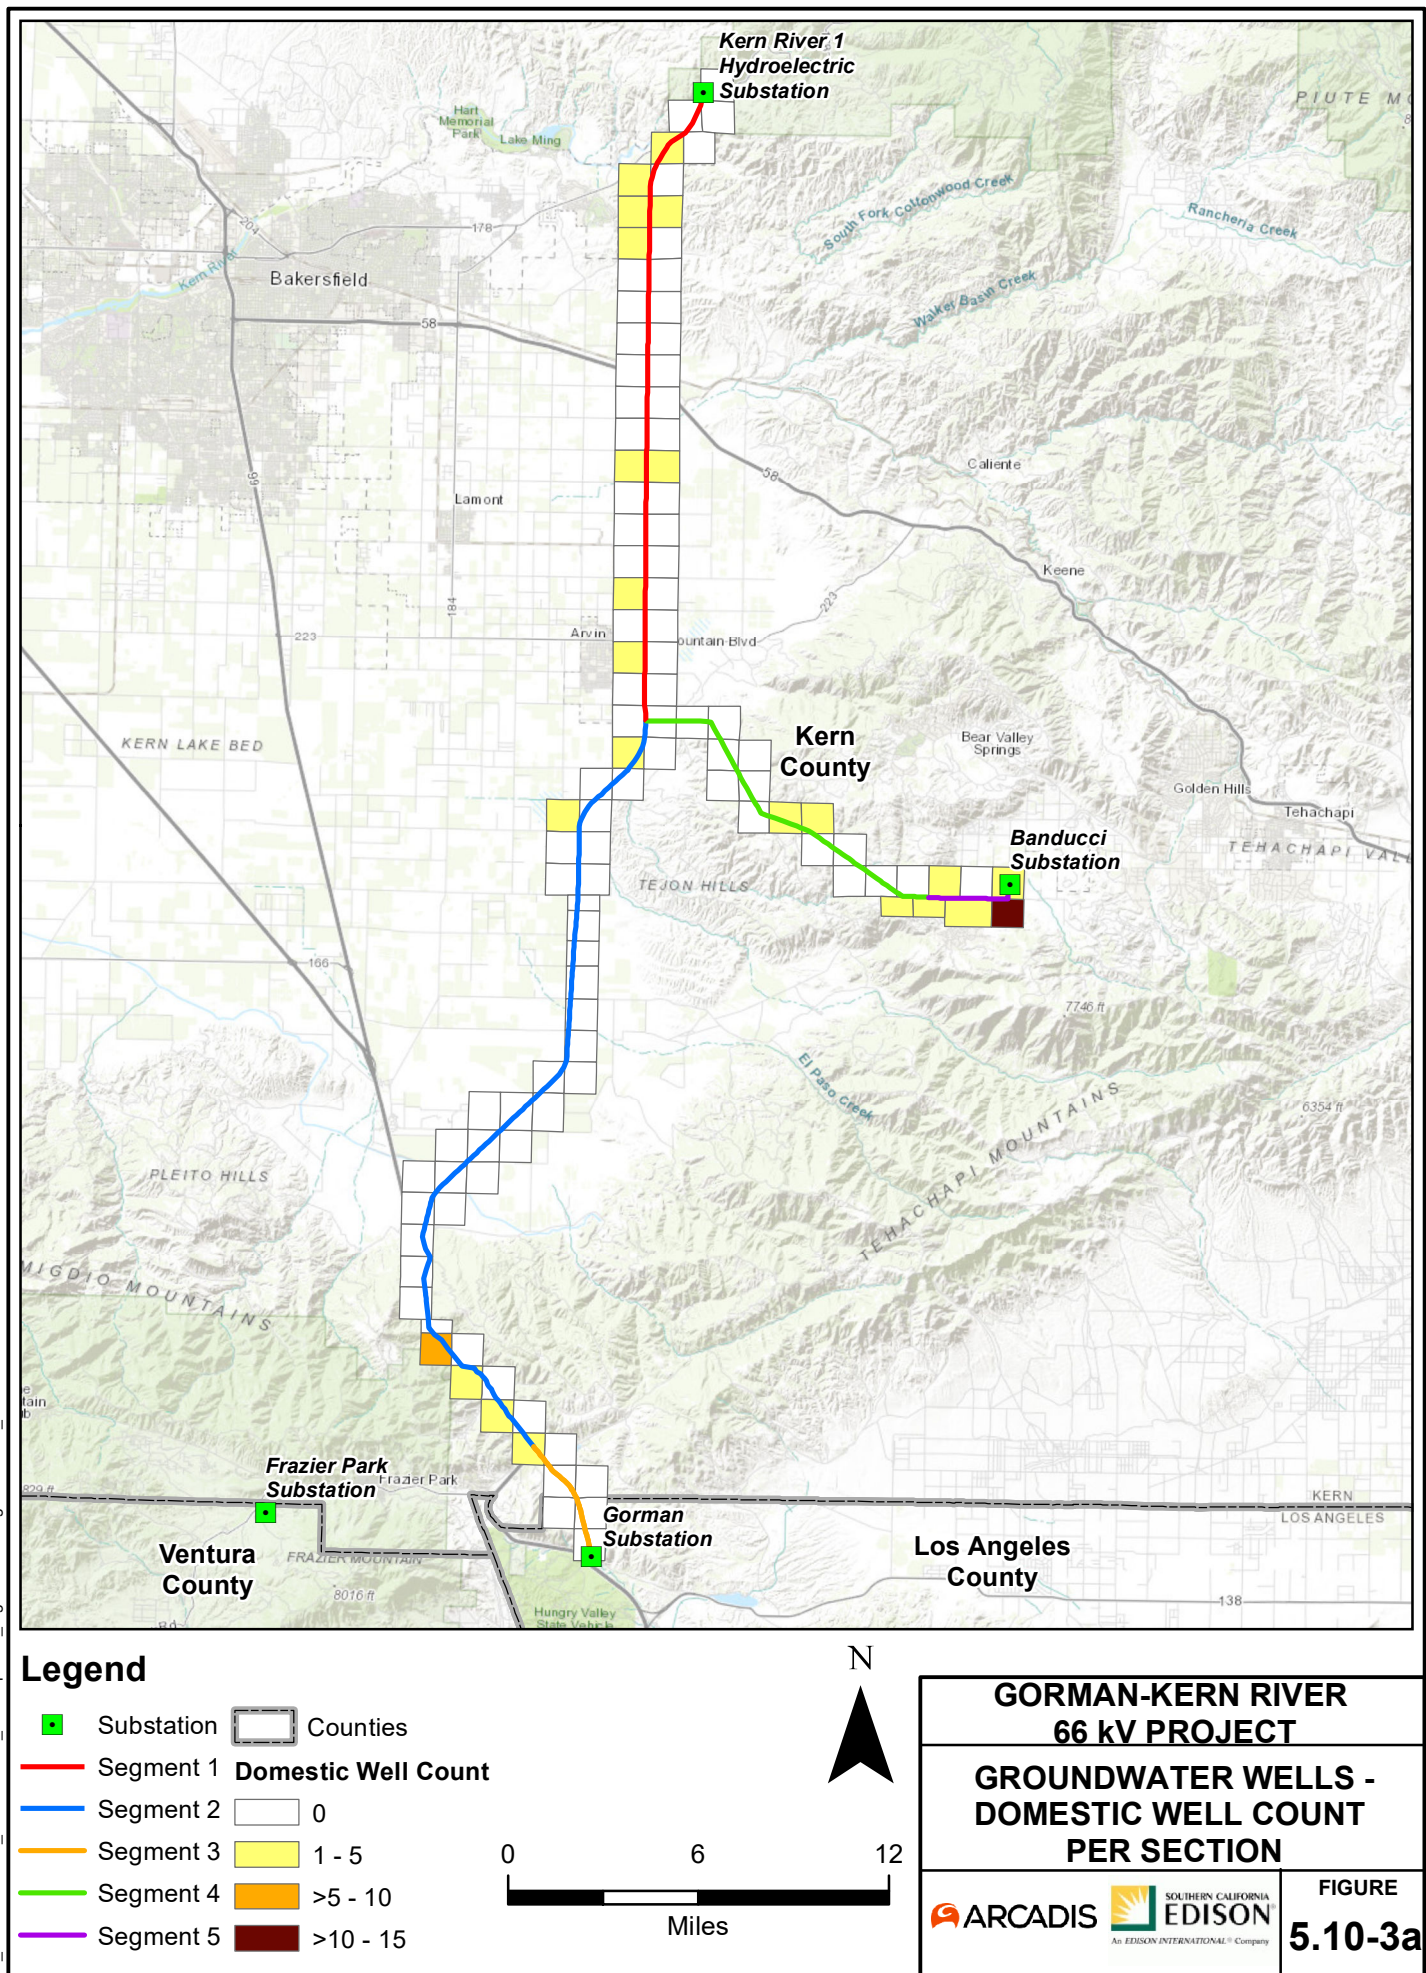 Kern River 1
Hydroelectric
Substation
PIUTE MO
Hart
Memorial
Park
Lake Ming
South Fork Cottonwood Creek
Rancheria Creek
204
178
Kern River
Bakersfield
Walker Basin Creek
58
99
Lamont
58
Caliente
Keene
184
223
223
Arvin
ountain Blvd
KERN LAKE BED
Kern
County
Bear Valley
Springs
Golden Hills
Tehachapi
Banducci
Substation
TEHACHAPI VALL
TEJON HILLS
166
7746 ft
El Paso Creek
6354 ft
TEHACHAPI MOUNTAINS
PLEITO HILLS
MIGDIO MOUNTAINS
e
tain
b
Frazier Park
Substation
Frazier Park
829 ft
Gorman
Substation
KERN
LOS ANGELES
Ventura
County
FRAZIER MOUNTAIN
Los Angeles
County
8016 ft
138
Hungry Valley
State Vehicle
Rd
Legend
Substation
Counties
Segment 1
Domestic Well Count
Segment 2
0
Segment 3
1 - 5
Segment 4
>5 - 10
Segment 5
>10 - 15
0 6 12
Miles
N
GORMAN-KERN RIVER
66 kV PROJECT
GROUNDWATER WELLS -
DOMESTIC WELL COUNT
PER SECTION
ARCADIS
SOUTHERN CALIFORNIA
EDISON®
An EDISON INTERNATIONAL® Company
FIGURE
5.10-3a